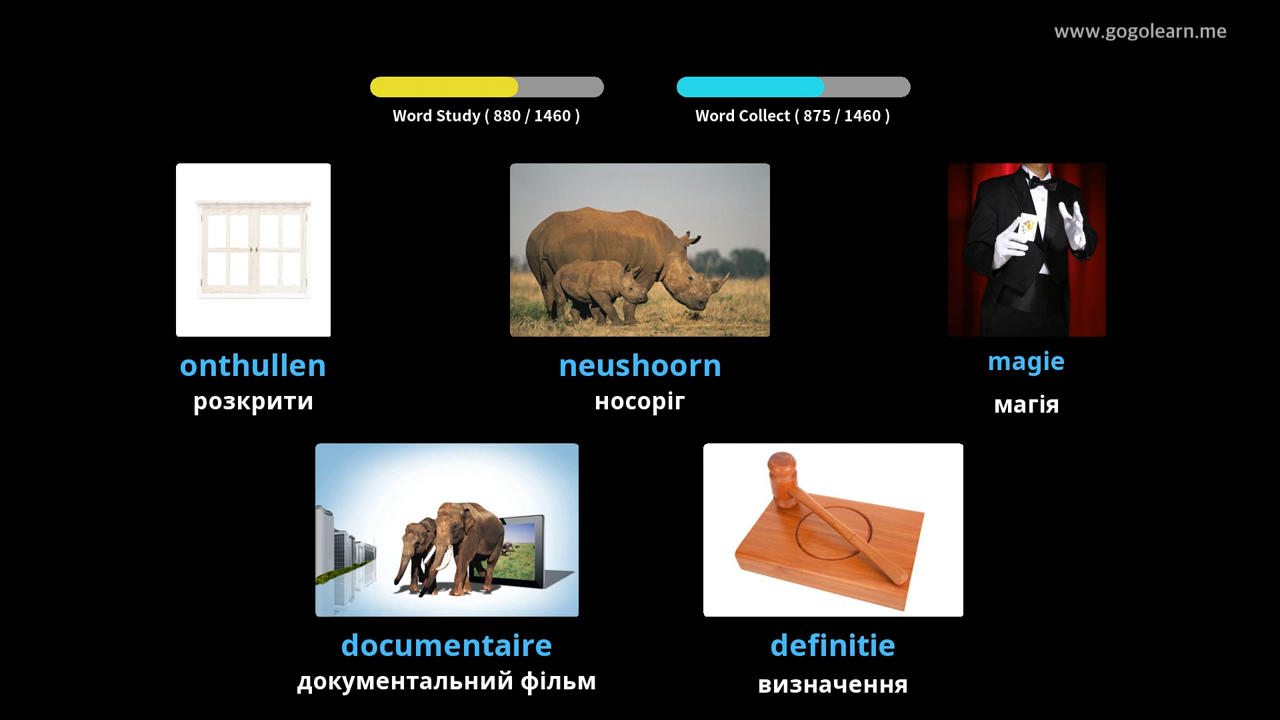 www.gogolearn.me
Word Study ( 880 / 1460 )
Word Collect ( 875 / 1460 )
onthullen
розкрити
neushoorn
носоріг
magie
магія
documentaire
документальний фільм
definitie
визначення